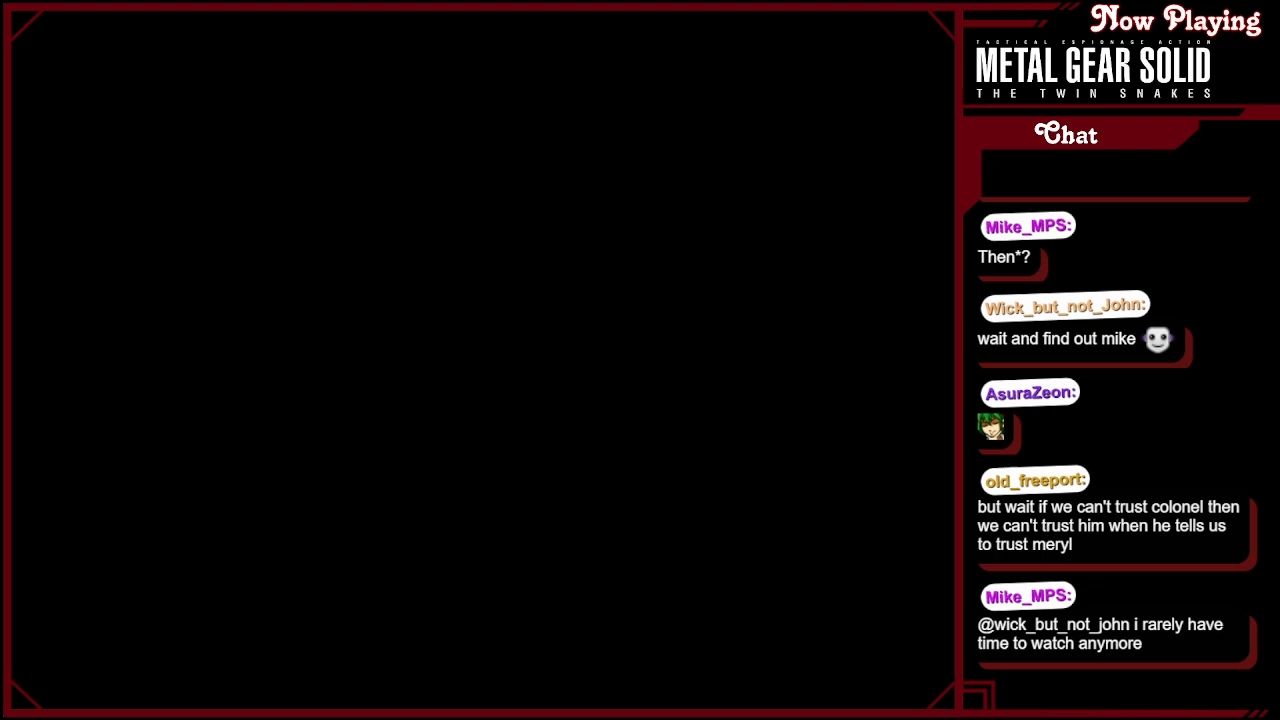 Now Playing
TACTICAL ESPIONAGE ACTION
METAL GEAR SOLID
THE TWIN SNAKES
Chat
Mike_MPS:
Then*?
Wick_but_not_John:
wait and find out mike
AsuraZeon:
old_freeport:
but wait if we can't trust colonel then
we can't trust him when he tells us
to trust meryl
Mike_MPS:
@wick_but_not_john i rarely have
time to watch anymore